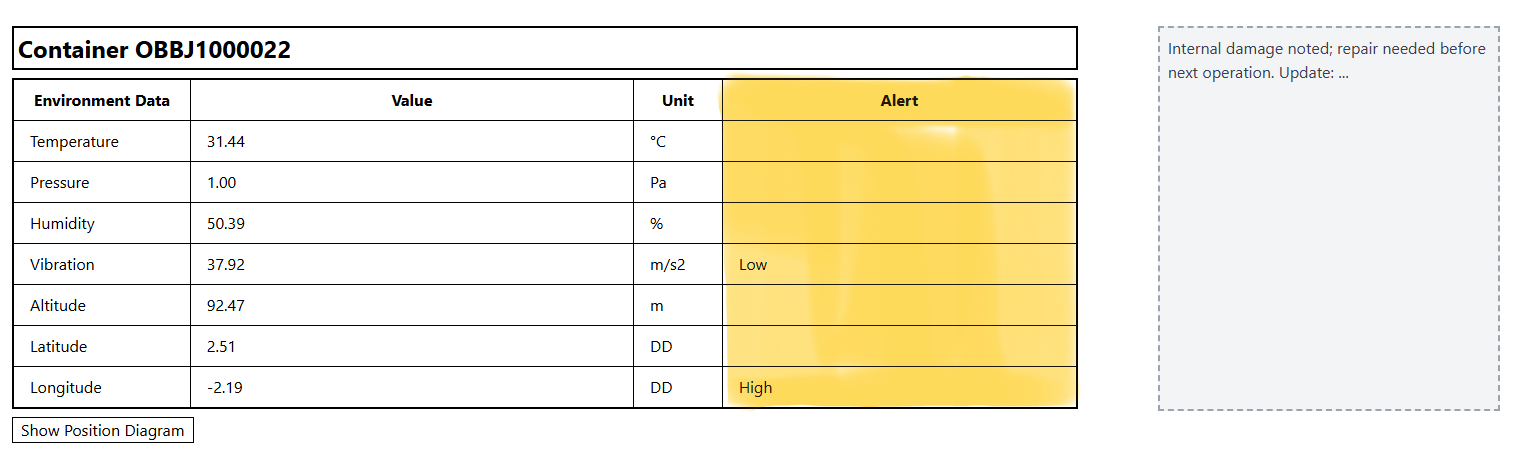 Container OBBJ1000022
Environment Data Value Unit Alert
Temperature 31.44 °C
Pressure 1.00 Pa
Humidity 50.39 %
Vibration 37.92 m/s2 Low
Altitude 92.47 m
Latitude 2.51 DD
Longitude -2.19 DD High
Show Position Diagram
Internal damage noted; repair needed before
next operation. Update: ...